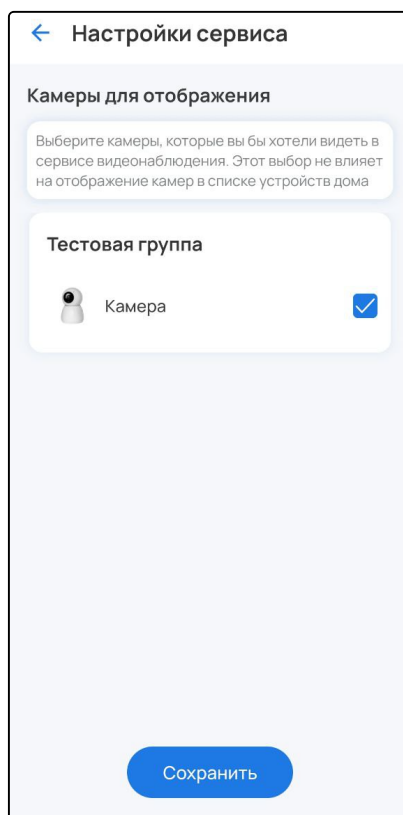 Настройки сервиса
Камеры для отображения
Выберите камеры, которые вы бы хотели видеть в
сервисе видеонаблюдения. Этот выбор не влияет
на отображение камер в списке устройств дома
Тестовая группа
Камера
Сохранить